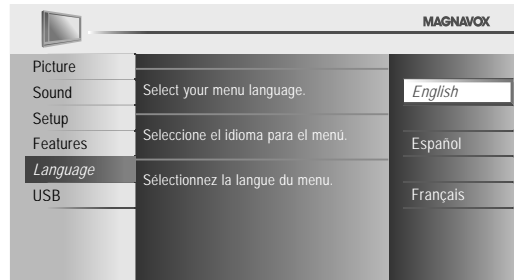 MAGNAVOX
Picture
Sound
Setup
Features
Language
USB
Select your menu language.
Seleccione el idioma para el menú.
Sélectionnez la langue du menu.
English
Español
Français